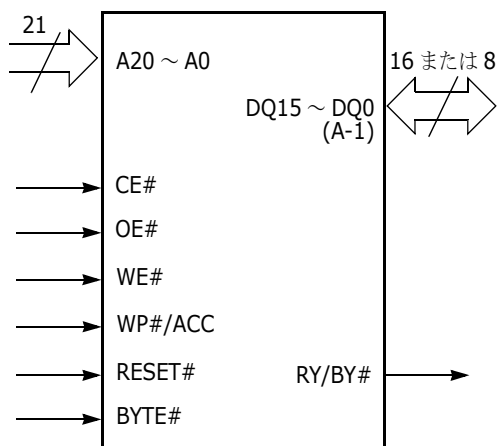 21
A20 ～ A0
16 または 8
DQ15 ～ DQ0
(A-1)
CE#
OE#
WE#
WP#/ACC
RESET#
RY/BY#
BYTE#